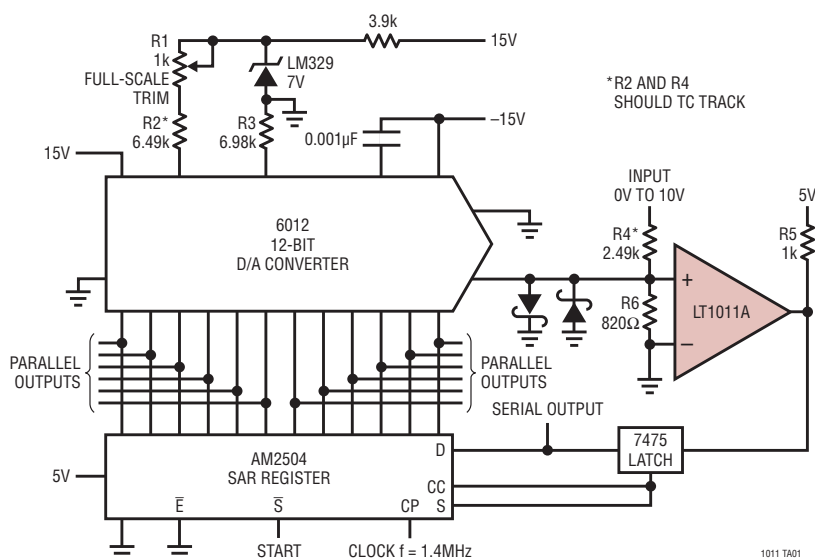 3.9k
15V
R1
1k
FULL-SCALE
TRIM
LM329
7V
*R2 AND R4
SHOULD TC TRACK
R2*
6.49k
R3
6.98k
0.001µF
–15V
15V
INPUT
0V TO 10V
5V
R4*
2.49k
R5
1k
6012
12-BIT
D/A CONVERTER
+
R6
820Ω
LT1011A
–
PARALLEL
OUTPUTS
PARALLEL
OUTPUTS
SERIAL OUTPUT
7475
LATCH
5V
AM2504
SAR REGISTER
D
CC
E̅
S̅
CP
S
START
CLOCK f = 1.4MHz
1011 TA01